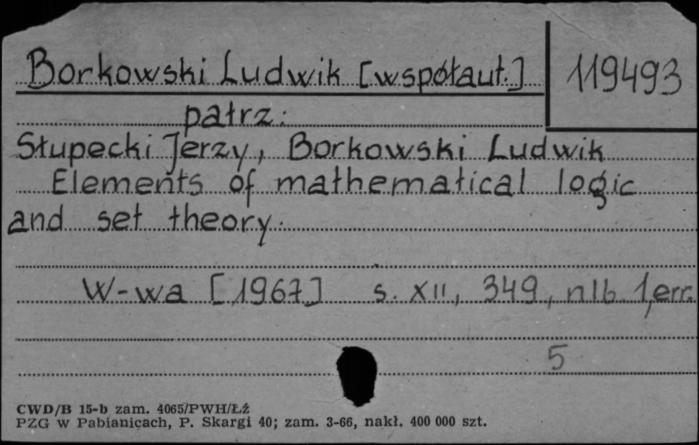 Borkowski Ludwik [współaut.] 119493
patrz:
Słupecki Jerzy, Borkowski Ludwik
Elements of mathematical logic
and set theory.
W-wa [1967] s. XII, 349, nlb. 1, err.
5
CWD/B 15-b zam. 4065/PWH/Łź
PZG w Pabianicach, P. Skargi 40; zam. 3-66, nakł. 400 000 szt.